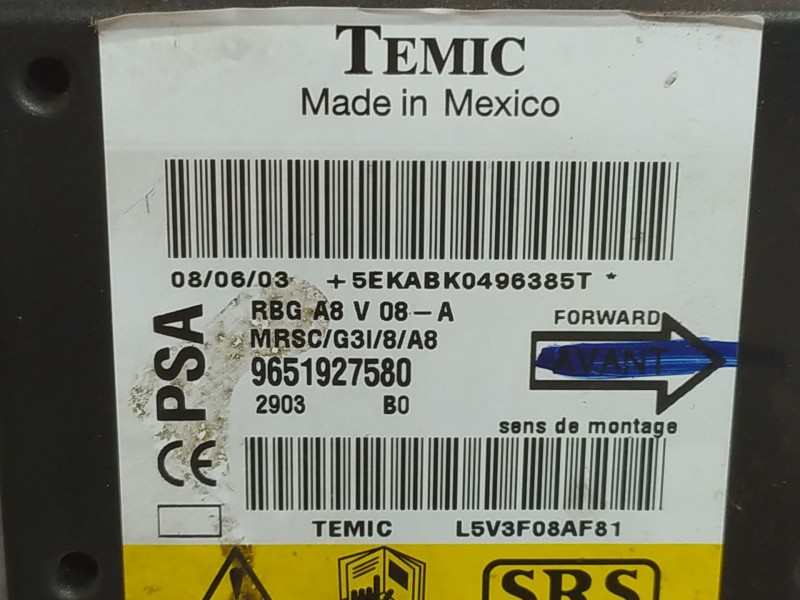 TEMIC
Made in Mexico
08/06/03 +5EKABK0496385T *
RBG A8 V 08-A
MRSC/G3I/8/A8
9651927580
2903 B0
PSA
CE
FORWARD
AVANT
sens de montage
TEMIC L5V3F08AF81
SRS